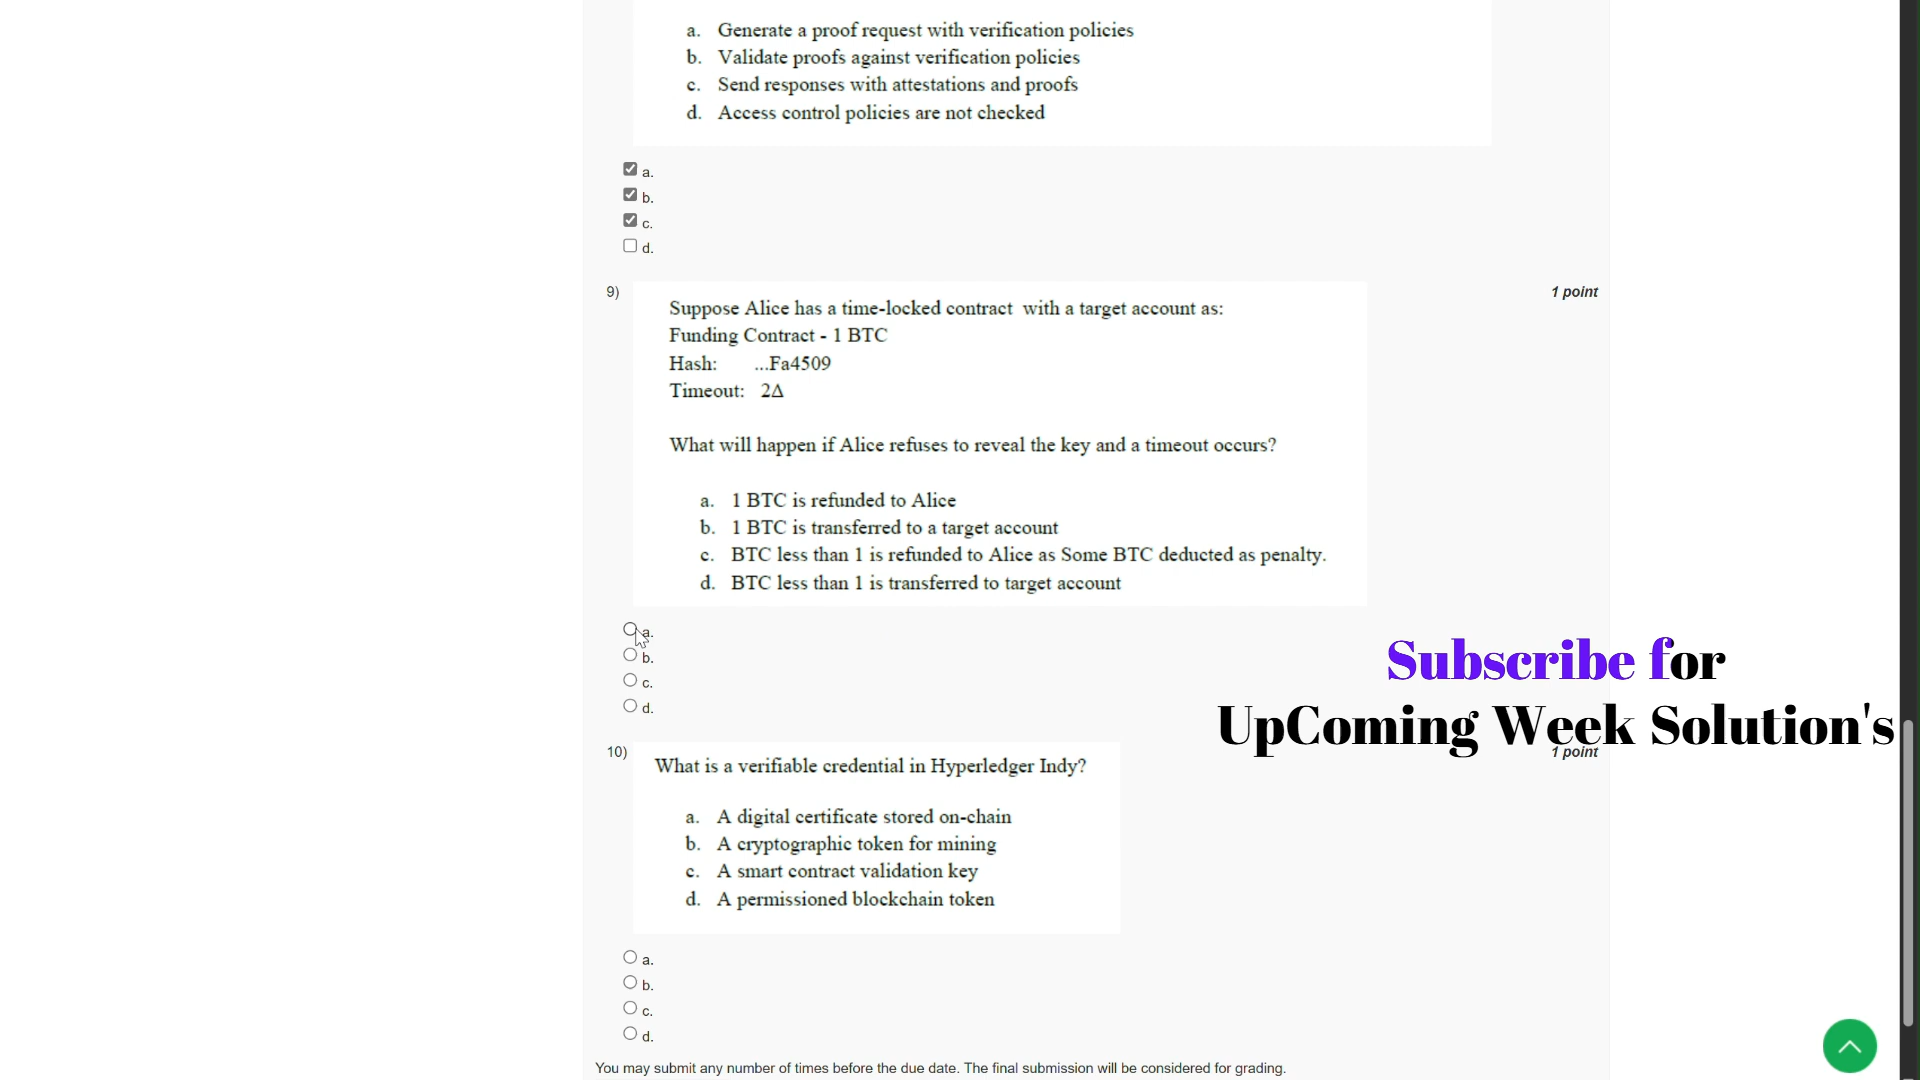 a. Generate a proof request with verification policies
b. Validate proofs against verification policies
c. Send responses with attestations and proofs
d. Access control policies are not checked
a.
b.
c.
d.
9)
1 point
Suppose Alice has a time-locked contract with a target account as:
Funding Contract - 1 BTC
Hash: ...Fa4509
Timeout: 2Δ
What will happen if Alice refuses to reveal the key and a timeout occurs?
a. 1 BTC is refunded to Alice
b. 1 BTC is transferred to a target account
c. BTC less than 1 is refunded to Alice as Some BTC deducted as penalty.
d. BTC less than 1 is transferred to target account
a.
b.
c.
d.
Subscribe for
UpComing Week Solution's
10)
1 point
What is a verifiable credential in Hyperledger Indy?
a. A digital certificate stored on-chain
b. A cryptographic token for mining
c. A smart contract validation key
d. A permissioned blockchain token
a.
b.
c.
d.
You may submit any number of times before the due date. The final submission will be considered for grading.